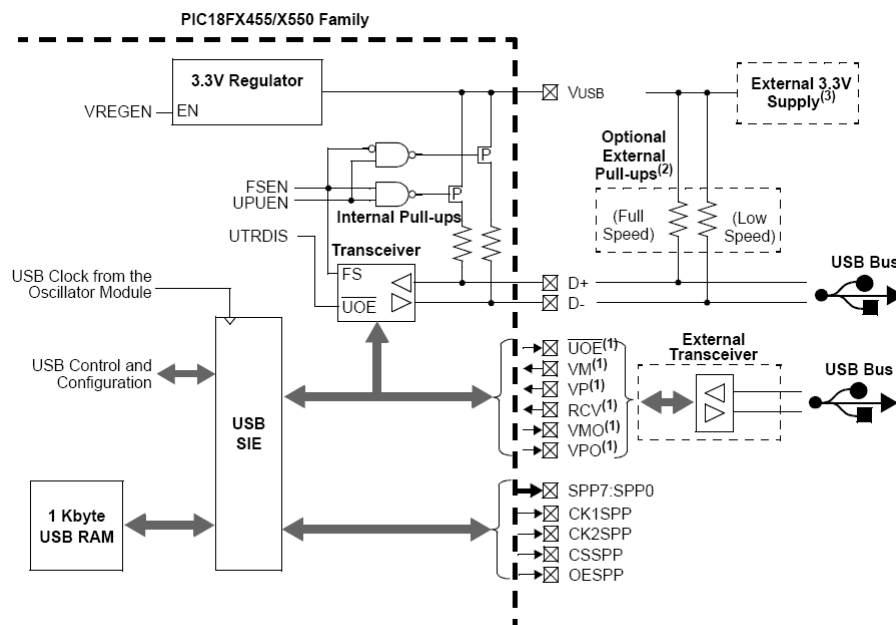 PIC18FX455/X550 Family
3.3V Regulator
VREGEN
EN
VUSB
External 3.3V
Supply(3)
P
Optional
External
Pull-ups(2)
FSEN
UPUEN
P
Internal Pull-ups
(Full
Speed)
(Low
Speed)
UTRDIS
Transceiver
FS
UOE
D+
D-
USB Bus
USB Clock from the
Oscillator Module
USB Control and
Configuration
USB
SIE
UOE(1)
VM(1)
VP(1)
RCV(1)
VMO(1)
VPO(1)
External
Transceiver
USB Bus
1 Kbyte
USB RAM
SPP7:SPP0
CK1SPP
CK2SPP
CSSPP
OESPP